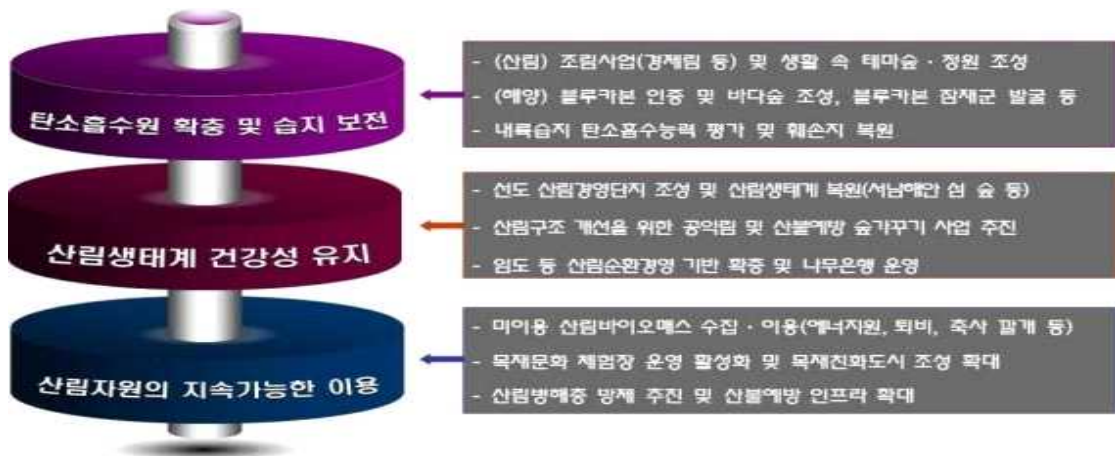 탄소흡수원 확충 및 습지 보전
- (산림) 조림사업(경제림 등) 및 생활 속 테마숲 · 정원 조성
- (해양) 블루카본 인증 및 바다숲 조성, 블루카본 잠재군 발굴 등
- 내륙습지 탄소흡수능력 평가 및 훼손지 복원
산림생태계 건강성 유지
- 선도 산림경영단지 조성 및 산림생태계 복원(서남해안 섬 숲 등)
- 산림구조 개선을 위한 공익림 및 산불예방 숲가꾸기 사업 추진
- 임도 등 산림순환경영 기반 확충 및 나무은행 운영
산림자원의 지속가능한 이용
- 미이용 산림바이오매스 수집 · 이용(에너지원, 퇴비, 축사 깔개 등)
- 목재문화 체험장 운영 활성화 및 목재친화도시 조성 확대
- 산림병해충 방제 추진 및 산불예방 인프라 확대